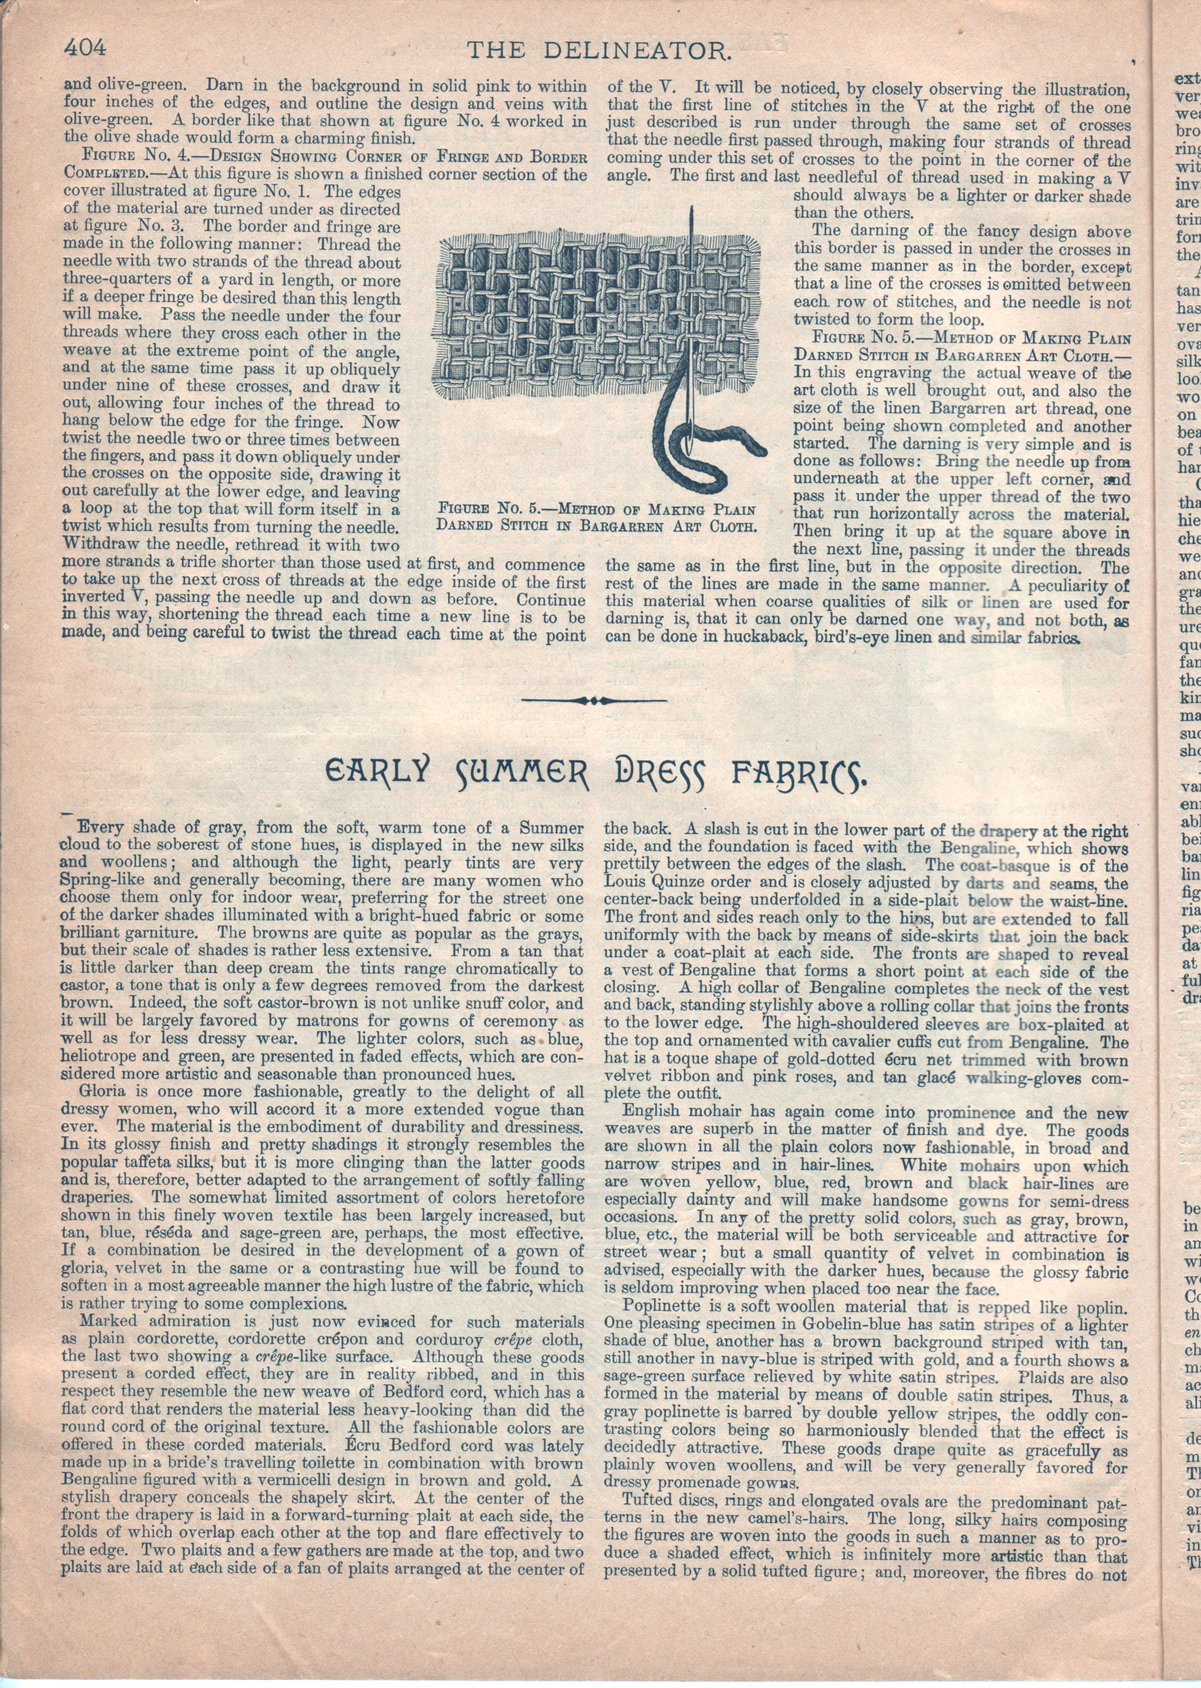 404
THE DELINEATOR.
and olive-green. Darn in the background in solid pink to within
four inches of the edges, and outline the design and veins with
olive-green. A border like that shown at figure No. 4 worked in
the olive shade would form a charming finish.
FIGURE NO. 4.—DESIGN SHOWING CORNER OF FRINGE AND BORDER
COMPLETED.—At this figure is shown a finished corner section of the
cover illustrated at figure No. 1. The edges
of the material are turned under as directed
at figure No. 3. The border and fringe are
made in the following manner: Thread the
needle with two strands of the thread about
three-quarters of a yard in length, or more
if a deeper fringe be desired than this length
will make. Pass the needle under the four
threads where they cross each other in the
weave at the extreme point of the angle,
and at the same time pass it up obliquely
under nine of these crosses, and draw it
out, allowing four inches of the thread to
hang below the edge for the fringe. Now
twist the needle two or three times between
the fingers, and pass it down obliquely under
the crosses on the opposite side, drawing it
out carefully at the lower edge, and leaving
a loop at the top that will form itself in a
twist which results from turning the needle.
Withdraw the needle, rethread it with two
more strands a trifle shorter than those used at first, and commence
to take up the next cross of threads at the edge inside of the first
inverted V, passing the needle up and down as before. Continue
in this way, shortening the thread each time a new line is to be
made, and being careful to twist the thread each time at the point
FIGURE NO. 5.—METHOD OF MAKING PLAIN
DARNED STITCH IN BARGARREN ART CLOTH.
of the V. It will be noticed, by closely observing the illustration,
that the first line of stitches in the V at the right of the one
just described is run under through the same set of crosses
that the needle first passed through, making four strands of thread
coming under this set of crosses to the point in the corner of the
angle. The first and last needleful of thread used in making a V
should always be a lighter or darker shade
than the others.
The darning of the fancy design above
this border is passed in under the crosses in
the same manner as in the border, except
that a line of the crosses is omitted between
each row of stitches, and the needle is not
twisted to form the loop.
FIGURE NO. 5.—METHOD OF MAKING PLAIN
DARNED STITCH IN BARGARREN ART CLOTH.—
In this engraving the actual weave of the
art cloth is well brought out, and also the
size of the linen Bargarren art thread, one
point being shown completed and another
started. The darning is very simple and is
done as follows: Bring the needle up from
underneath at the upper left corner, and
pass it under the upper thread of the two
that run horizontally across the material.
Then bring it up at the square above in
the next line, passing it under the threads
the same as in the first line, but in the opposite direction. The
rest of the lines are made in the same manner. A peculiarity of
this material when coarse qualities of silk or linen are used for
darning is, that it can only be darned one way, and not both, as
can be done in huckaback, bird's-eye linen and similar fabrics.
EARLY SUMMER DRESS FABRICS.
Every shade of gray, from the soft, warm tone of a Summer
cloud to the soberest of stone hues, is displayed in the new silks
and woollens; and although the light, pearly tints are very
Spring-like and generally becoming, there are many women who
choose them only for indoor wear, preferring for the street one
of the darker shades illuminated with a bright-hued fabric or some
brilliant garniture. The browns are quite as popular as the grays,
but their scale of shades is rather less extensive. From a tan that
is little darker than deep cream the tints range chromatically to
castor, a tone that is only a few degrees removed from the darkest
brown. Indeed, the soft castor-brown is not unlike snuff color, and
it will be largely favored by matrons for gowns of ceremony as
well as for less dressy wear. The lighter colors, such as blue,
heliotrope and green, are presented in faded effects, which are con-
sidered more artistic and seasonable than pronounced hues.
Gloria is once more fashionable, greatly to the delight of all
dressy women, who will accord it a more extended vogue than
ever. The material is the embodiment of durability and dressiness.
In its glossy finish and pretty shadings it strongly resembles the
popular taffeta silks, but it is more clinging than the latter goods
and is, therefore, better adapted to the arrangement of softly falling
draperies. The somewhat limited assortment of colors heretofore
shown in this finely woven textile has been largely increased, but
tan, blue, réséda and sage-green are, perhaps, the most effective.
If a combination be desired in the development of a gown of
gloria, velvet in the same or a contrasting hue will be found to
soften in a most agreeable manner the high lustre of the fabric, which
is rather trying to some complexions.
Marked admiration is just now evinced for such materials
as plain cordorette, cordorette crépon and corduroy crêpe cloth,
the last two showing a crêpe-like surface. Although these goods
present a corded effect, they are in reality ribbed, and in this
respect they resemble the new weave of Bedford cord, which has a
flat cord that renders the material less heavy-looking than did the
round cord of the original texture. All the fashionable colors are
offered in these corded materials. Écru Bedford cord was lately
made up in a bride's travelling toilette in combination with brown
Bengaline figured with a vermicelli design in brown and gold. A
stylish drapery conceals the shapely skirt. At the center of the
front the drapery is laid in a forward-turning plait at each side, the
folds of which overlap each other at the top and flare effectively to
the edge. Two plaits and a few gathers are made at the top, and two
plaits are laid at each side of a fan of plaits arranged at the center of
the back. A slash is cut in the lower part of the drapery at the right
side, and the foundation is faced with the Bengaline, which shows
prettily between the edges of the slash. The coat-basque is of the
Louis Quinze order and is closely adjusted by darts and seams, the
center-back being underfolded in a side-plait below the waist-line.
The front and sides reach only to the hips, but are extended to fall
uniformly with the back by means of side-skirts that join the back
under a coat-plait at each side. The fronts are shaped to reveal
a vest of Bengaline that forms a short point at each side of the
closing. A high collar of Bengaline completes the neck of the vest
and back, standing stylishly above a rolling collar that joins the fronts
to the lower edge. The high-shouldered sleeves are box-plaited at
the top and ornamented with cavalier cuffs cut from Bengaline. The
hat is a toque shape of gold-dotted écru net trimmed with brown
velvet ribbon and pink roses, and tan glacé walking-gloves com-
plete the outfit.
English mohair has again come into prominence and the new
weaves are superb in the matter of finish and dye. The goods
are shown in all the plain colors now fashionable, in broad and
narrow stripes and in hair-lines. White mohairs upon which
are woven yellow, blue, red, brown and black hair-lines are
especially dainty and will make handsome gowns for semi-dress
occasions. In any of the pretty solid colors, such as gray, brown,
blue, etc., the material will be both serviceable and attractive for
street wear; but a small quantity of velvet in combination is
advised, especially with the darker hues, because the glossy fabric
is seldom improving when placed too near the face.
Poplinette is a soft woollen material that is repped like poplin.
One pleasing specimen in Gobelin-blue has satin stripes of a lighter
shade of blue, another has a brown background striped with tan,
still another in navy-blue is striped with gold, and a fourth shows a
sage-green surface relieved by white satin stripes. Plaids are also
formed in the material by means of double satin stripes. Thus, a
gray poplinette is barred by double yellow stripes, the oddly con-
trasting colors being so harmoniously blended that the effect is
decidedly attractive. These goods drape quite as gracefully as
plainly woven woollens, and will be very generally favored for
dressy promenade gowns.
Tufted discs, rings and elongated ovals are the predominant pat-
terns in the new camel's-hairs. The long, silky hairs composing
the figures are woven into the goods in such a manner as to pro-
duce a shaded effect, which is infinitely more artistic than that
presented by a solid tufted figure; and, moreover, the fibres do not